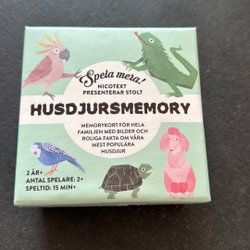 Spela mera!
NICOTEXT
PRESENTERAR STOLT
HUSDJURSMEMORY
MEMORYKORT FÖR HELA
FAMILJEN MED BILDER OCH
ROLIGA FAKTA OM VÅRA
MEST POPULÄRA
HUSDJUR
2 ÅR+
ANTAL SPELARE: 2+
SPELTID: 15 MIN+